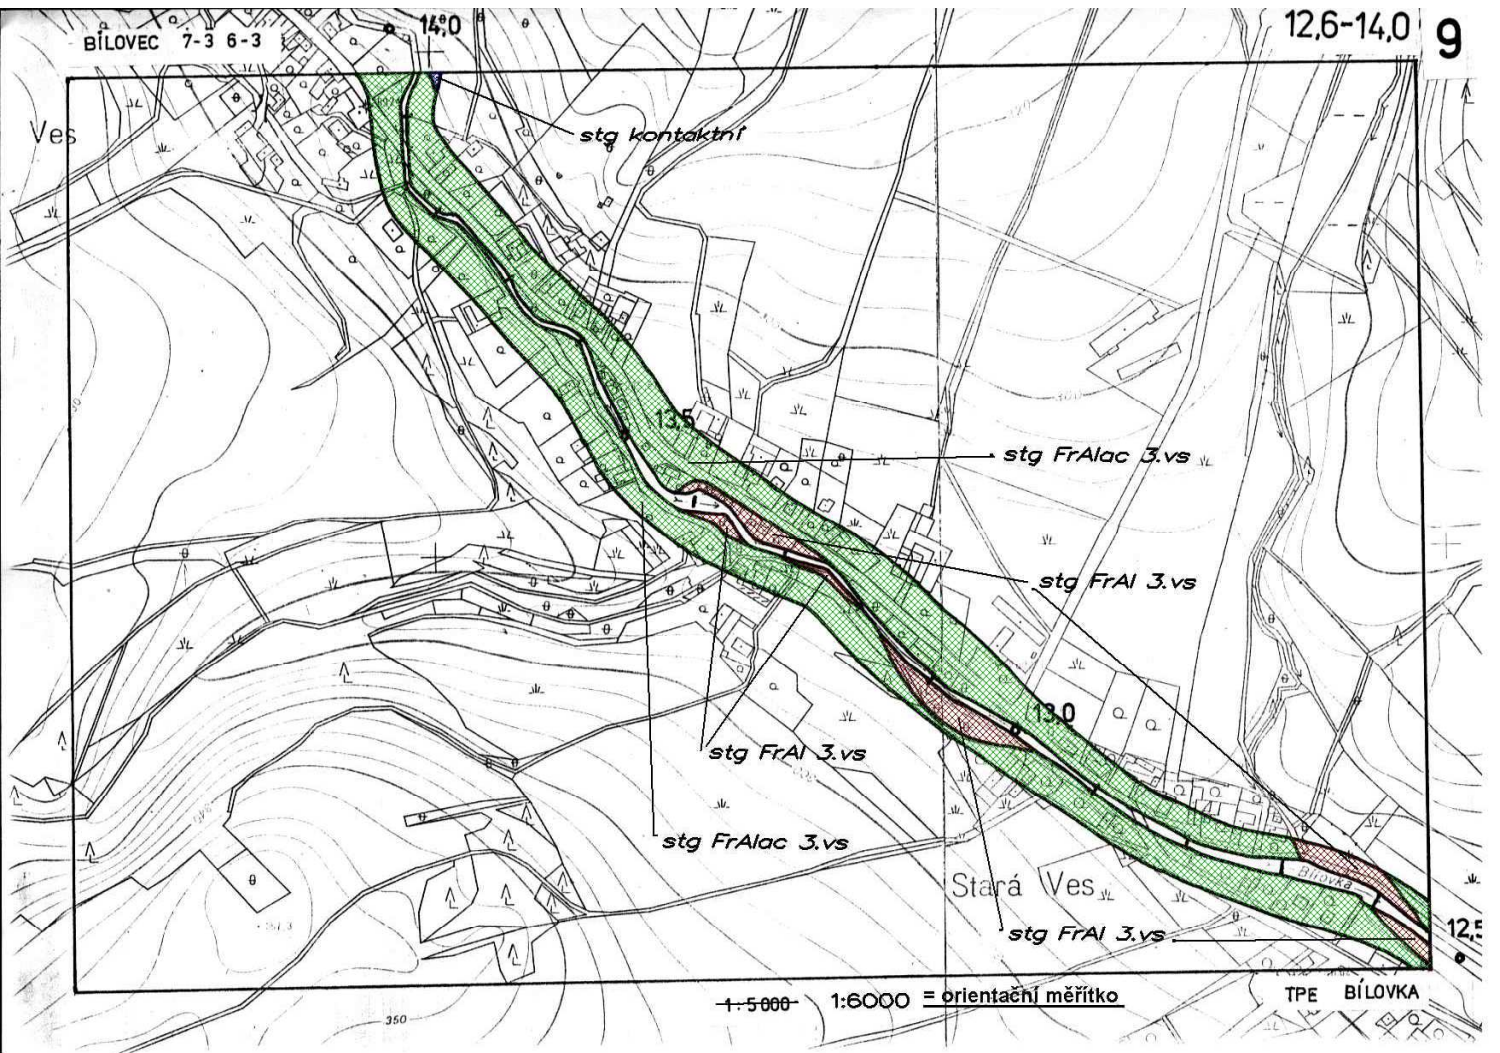 BÍLOVEC 7-3 6-3
14,0
12,6-14,0
9
Ves
stg kontaktní
13,5
stg FrAlac 3.vs
stg FrAl 3.vs
13,0
stg FrAl 3.vs
stg FrAlac 3.vs
Bílovka
Stará Ves
stg FrAl 3.vs
12,5
1:5000 1:6000 = orientační měřítko
TPE BÍLOVKA
350